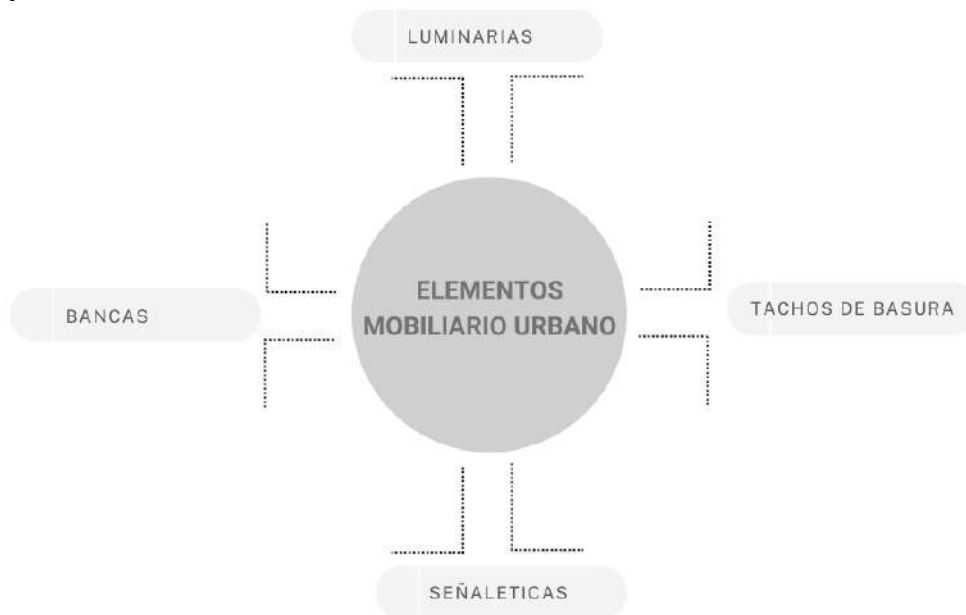 LUMINARIAS
ELEMENTOS
MOBILIARIO URBANO
BANCAS
TACHOS DE BASURA
SEÑALETICAS